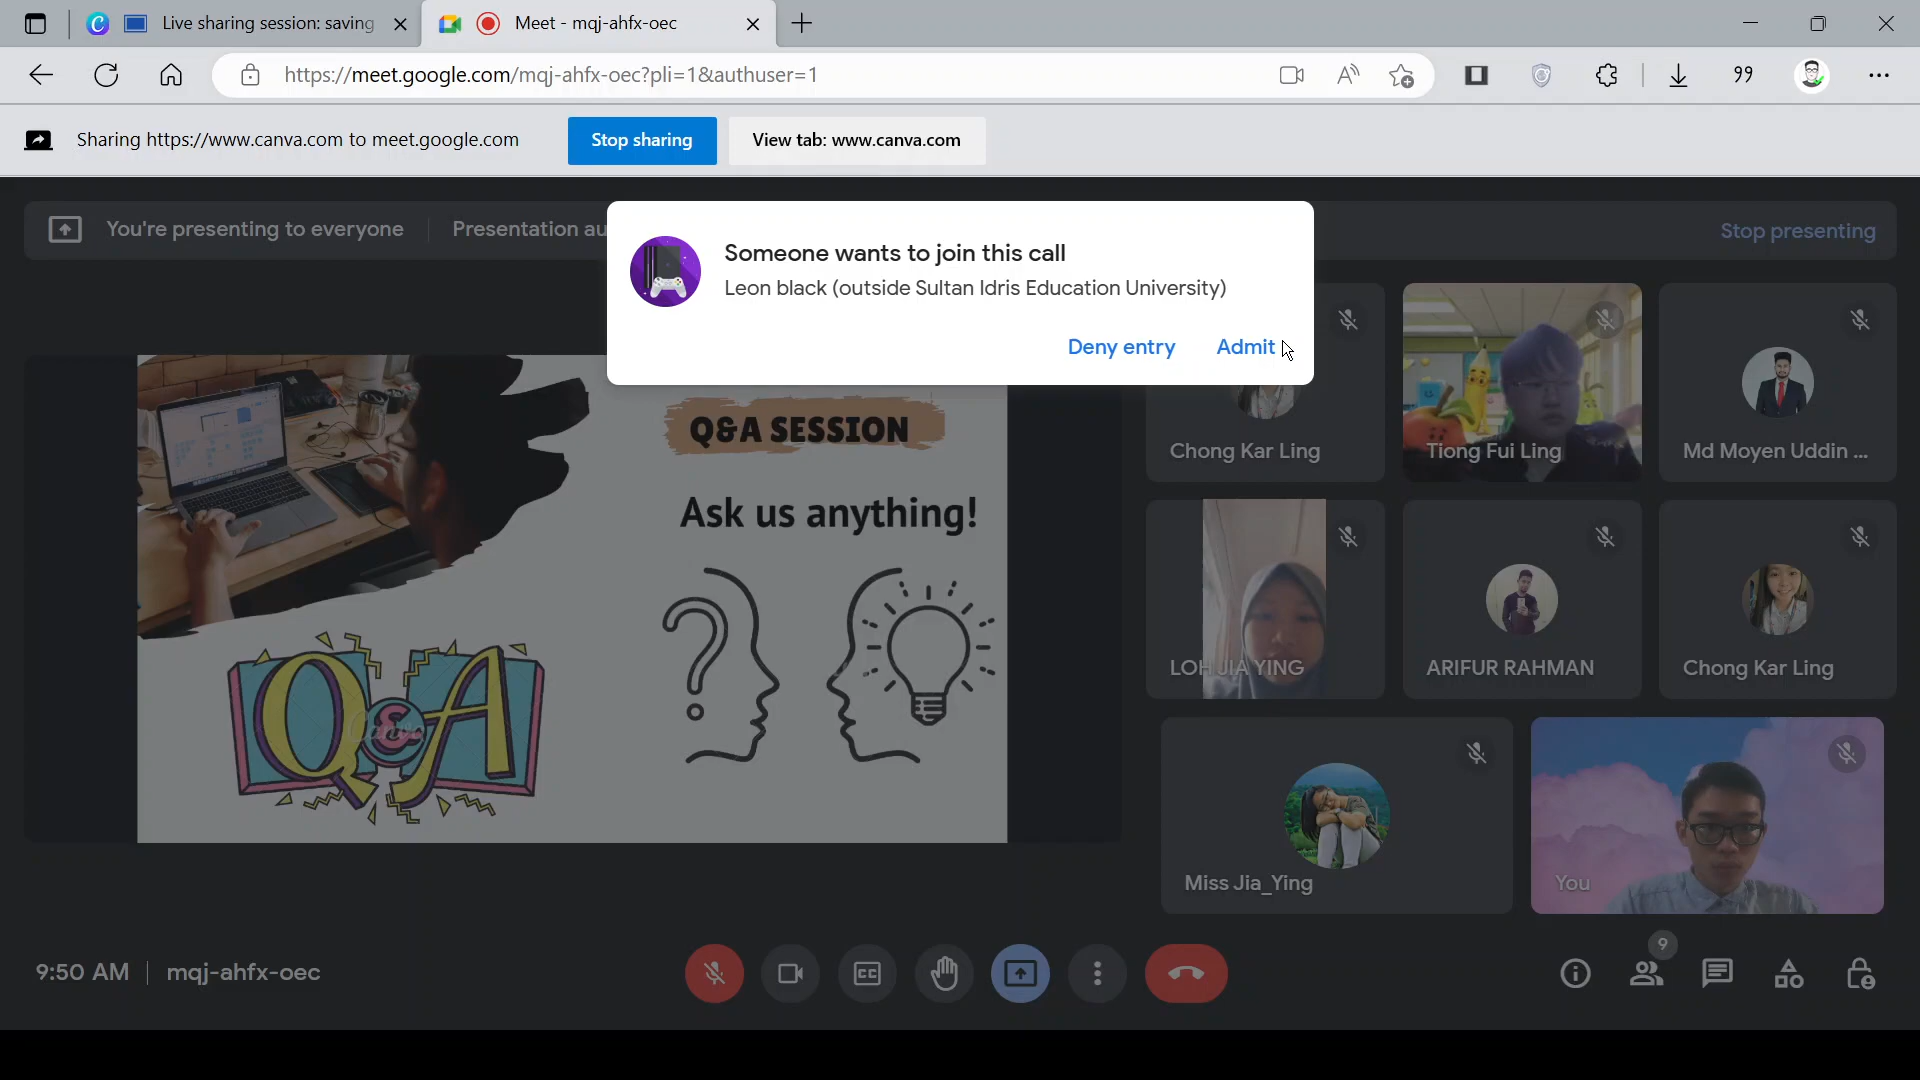 Live sharing session: saving
Meet - mqj-ahfx-oec
https://meet.google.com/mqj-ahfx-oec?pli=1&authuser=1
Sharing https://www.canva.com to meet.google.com
Stop sharing
View tab: www.canva.com
You're presenting to everyone
Presentation au
Stop presenting
Someone wants to join this call
Leon black (outside Sultan Idris Education University)
Deny entry
Admit
Q&A SESSION
Ask us anything!
?
Q&A
Canva
Chong Kar Ling
Tiong Fui Ling
Md Moyen Uddin ...
LOH JIA YING
ARIFUR RAHMAN
Chong Kar Ling
Miss Jia_Ying
You
9:50 AM
mqj-ahfx-oec
9